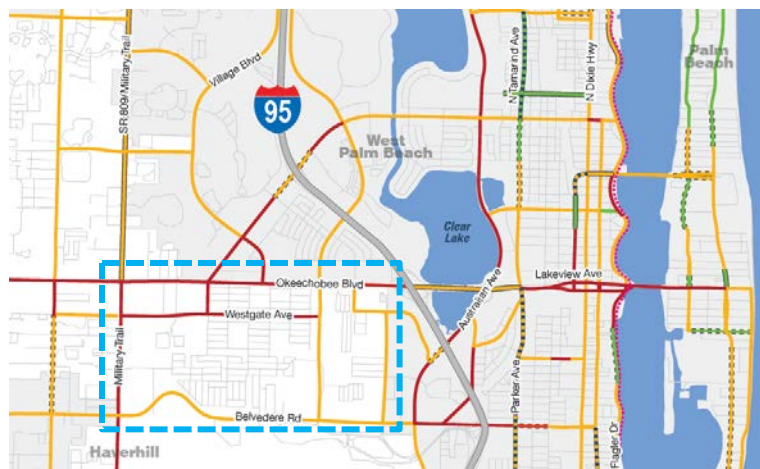 SR 809/Military-Trail
Village Blvd
95
West
Palm Beach
N Tamarind Ave
N Dixie Hwy
Palm
Beach
Clear
Lake
Okeechobee Blvd
Lakeview Ave
Australian Ave
Westgate Ave
Military-Trail
Parker Ave
Belvedere Rd
Flagler Dr
Haverhill